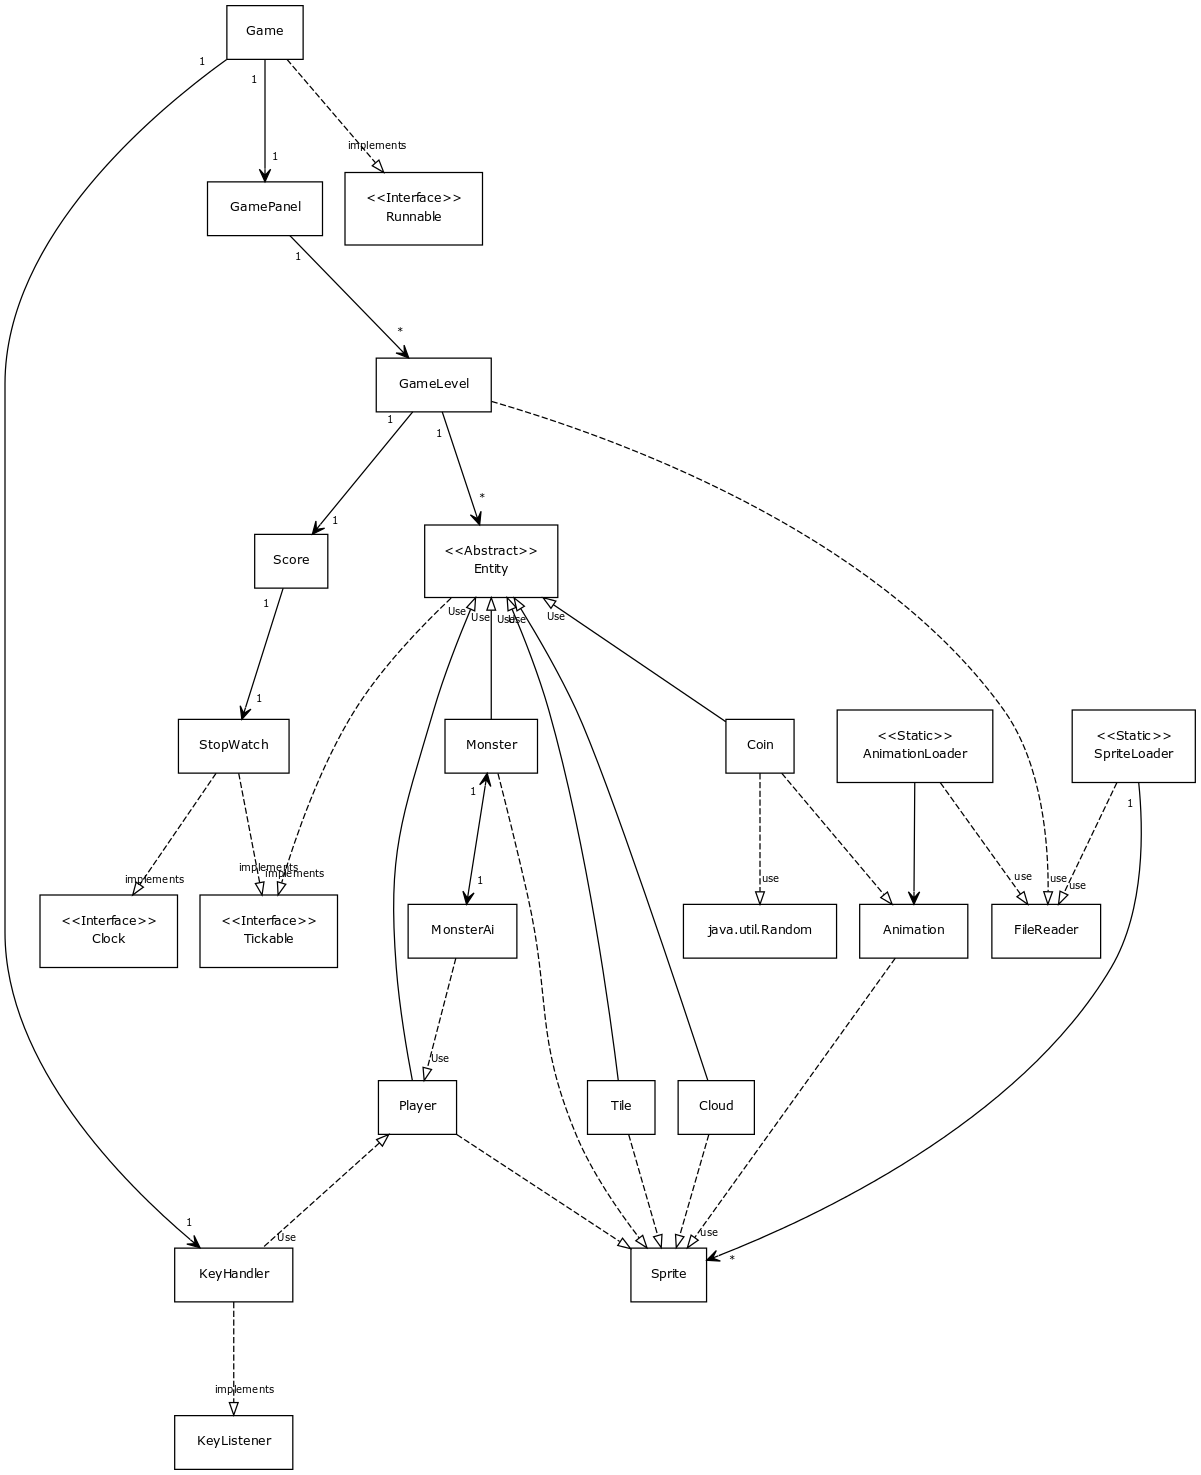 Game
1
1
implements
1
<<Interface>>
Runnable
GamePanel
1
*
GameLevel
1
1
*
1
<<Abstract>>
Entity
Score
1
Use
Use
Use
Use
Use
1
<<Static>>
AnimationLoader
<<Static>>
SpriteLoader
StopWatch
Monster
Coin
1
1
implements
implements
implements
1
use
use
use
use
<<Interface>>
Clock
<<Interface>>
Tickable
MonsterAi
java.util.Random
Animation
FileReader
Use
Player
Tile
Cloud
1
Use
use
*
KeyHandler
Sprite
implements
KeyListener